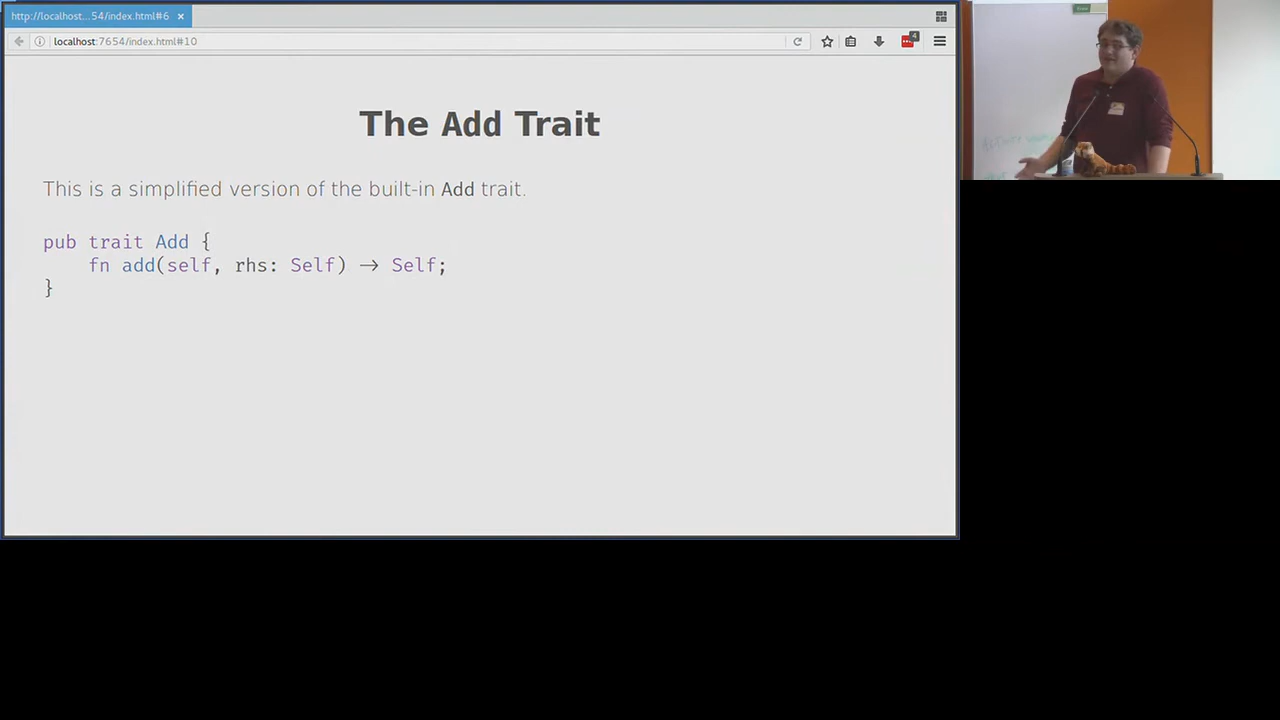 http://localhost...54/index.html#6 ×
localhost:7654/index.html#10
4
The Add Trait
This is a simplified version of the built-in Add trait.
pub trait Add {
    fn add(self, rhs: Self) -> Self;
}